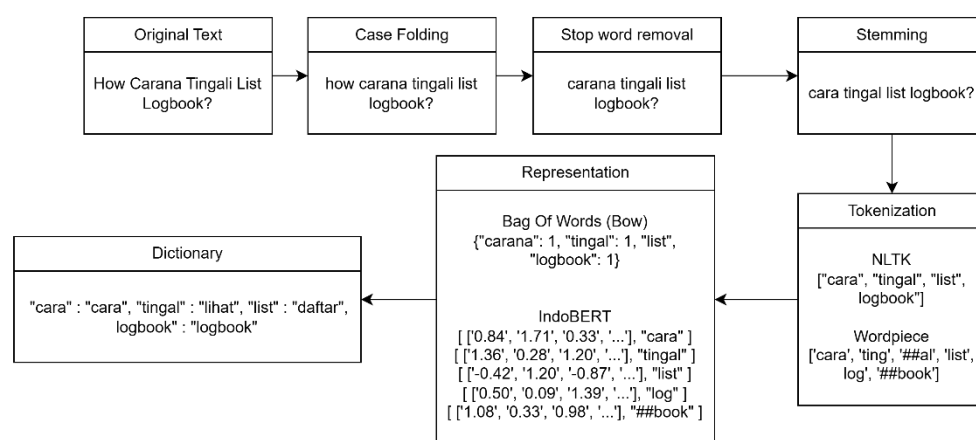 Original Text
How Carana Tingali List
Logbook?
Case Folding
how carana tingali list
logbook?
Stop word removal
carana tingali list
logbook?
Stemming
cara tingal list logbook?
Tokenization
NLTK
["cara", "tingal", "list",
logbook"]
Wordpiece
['cara', 'ting', '##al', 'list',
log', '##book']
Representation
Bag Of Words (Bow)
{"carana": 1, "tingal": 1, "list",
"logbook": 1}
IndoBERT
[ ['0.84', '1.71', '0.33', '...'], "cara" ]
[ ['1.36', '0.28', '1.20', '...'], "tingal" ]
[ ['-0.42', '1.20', '-0.87', '...'], "list" ]
[ ['0.50', '0.09', '1.39', '...'], "log" ]
[ ['1.08', '0.33', '0.98', '...'], "##book" ]
Dictionary
"cara" : "cara", "tingal" : "lihat", "list" : "daftar",
logbook" : "logbook"